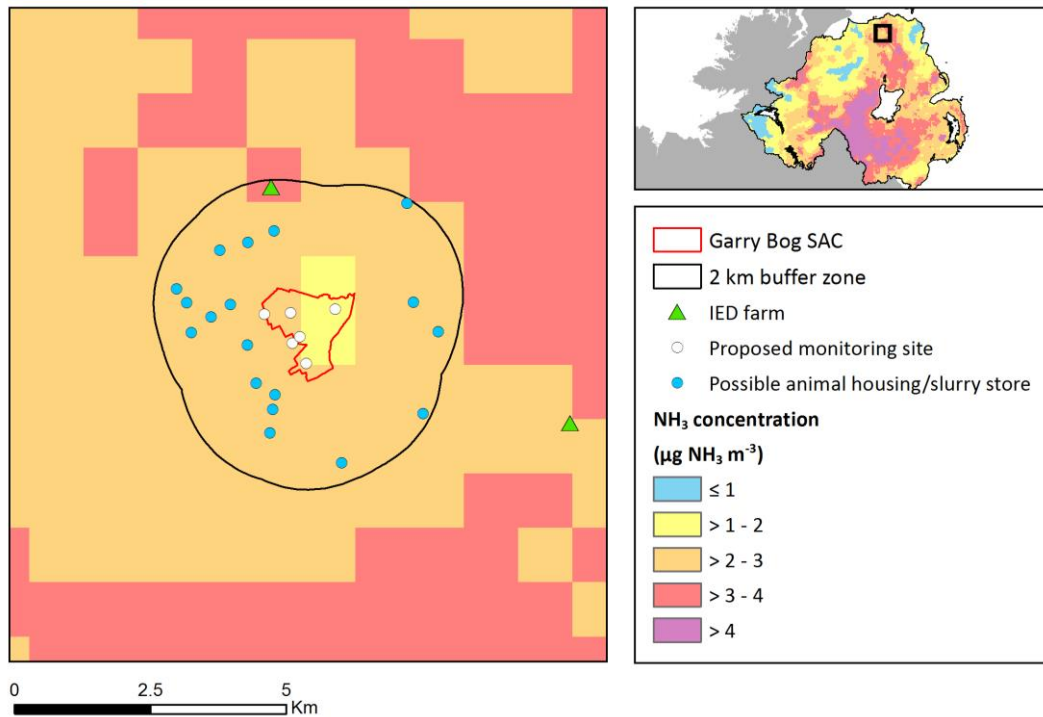 Garry Bog SAC
2 km buffer zone
IED farm
Proposed monitoring site
Possible animal housing/slurry store
NH₃ concentration
(µg NH₃ m⁻³)
≤ 1
> 1 - 2
> 2 - 3
> 3 - 4
> 4
0 2.5 5
Km